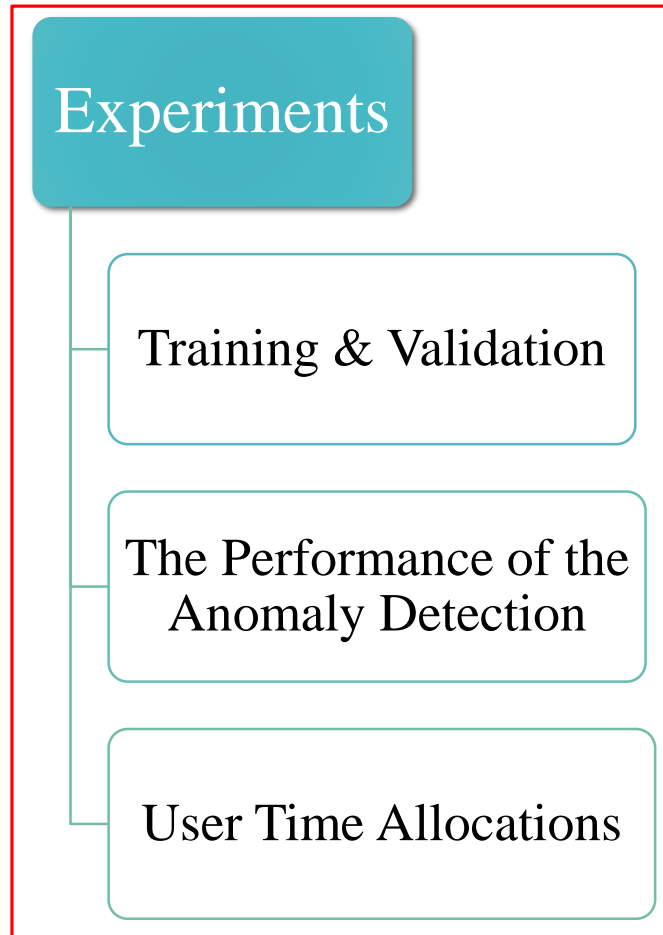 Experiments
Training & Validation
The Performance of the
Anomaly Detection
User Time Allocations